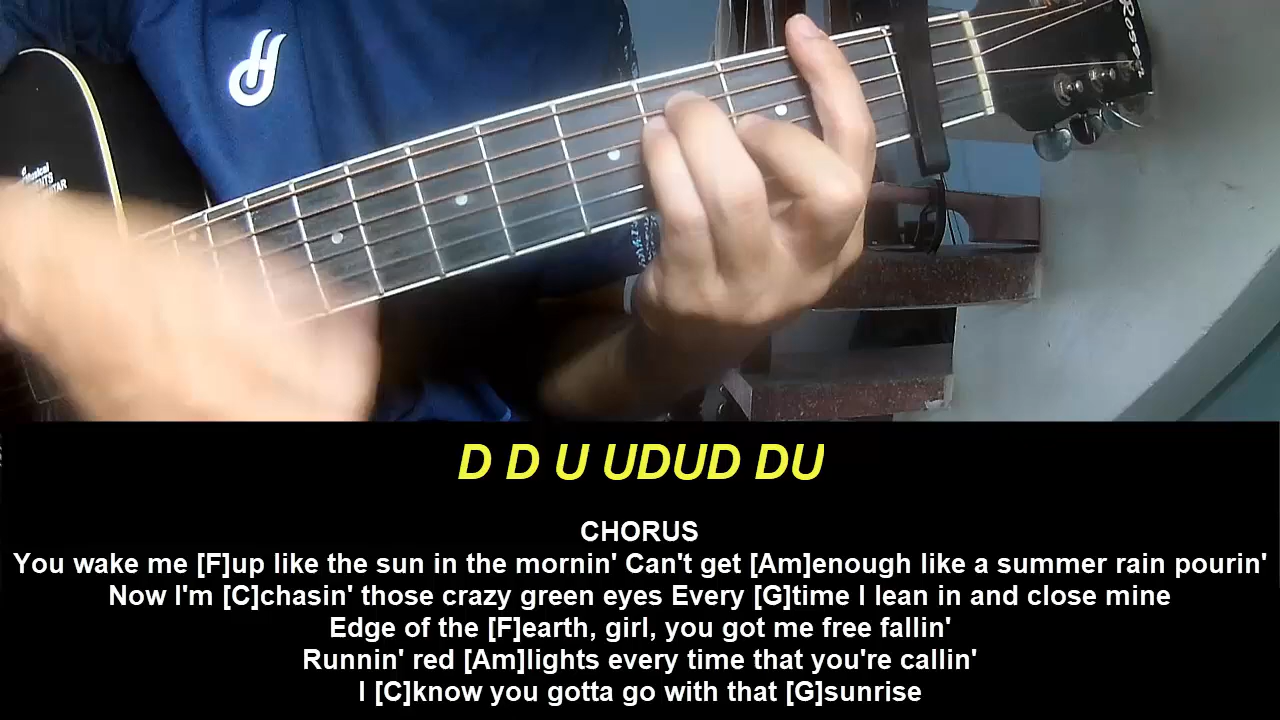 D D U UDUD DU
CHORUS
You wake me [F]up like the sun in the mornin' Can't get [Am]enough like a summer rain pourin'
Now I'm [C]chasin' those crazy green eyes Every [G]time I lean in and close mine
Edge of the [F]earth, girl, you got me free fallin'
Runnin' red [Am]lights every time that you're callin'
I [C]know you gotta go with that [G]sunrise